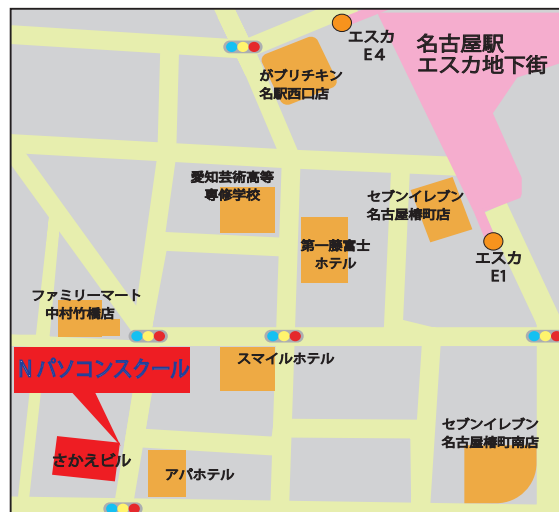 エスカ
E4
名古屋駅
エスカ地下街
がブリチキン
名駅西口店
愛知芸術高等
専修学校
セブンイレブン
名古屋椿町店
第一藤富士
ホテル
エスカ
E1
ファミリーマート
中村竹橋店
スマイルホテル
Nパソコンスクール
セブンイレブン
名古屋椿町南店
さかえビル
アパホテル